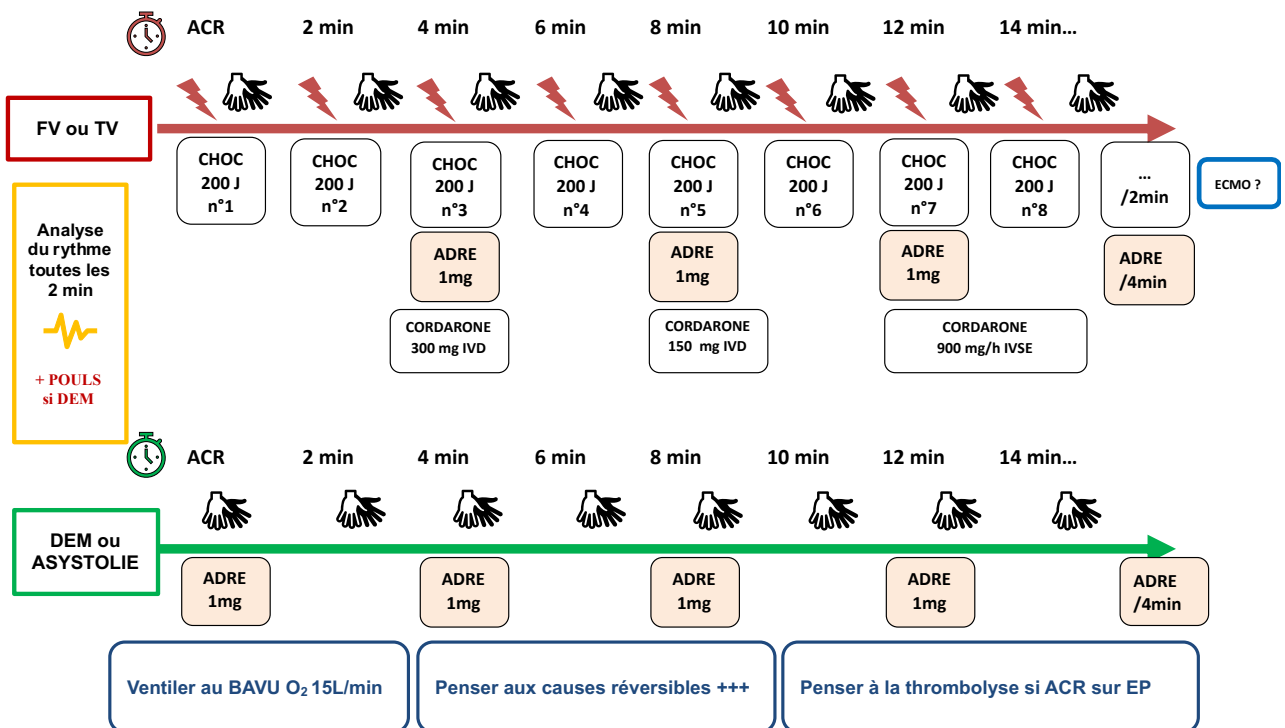 ACR 2 min 4 min 6 min 8 min 10 min 12 min 14 min...
FV ou TV
CHOC
200 J
n°1
CHOC
200 J
n°2
CHOC
200 J
n°3
CHOC
200 J
n°4
CHOC
200 J
n°5
CHOC
200 J
n°6
CHOC
200 J
n°7
CHOC
200 J
n°8
...
/2min
ECMO ?
ADRE
1mg
ADRE
1mg
ADRE
1mg
ADRE
/4min
CORDARONE
300 mg IVD
CORDARONE
150 mg IVD
CORDARONE
900 mg/h IVSE
Analyse
du rythme
toutes les
2 min
+ POULS
si DEM
ACR 2 min 4 min 6 min 8 min 10 min 12 min 14 min...
DEM ou
ASYSTOLIE
ADRE
1mg
ADRE
1mg
ADRE
1mg
ADRE
1mg
ADRE
/4min
Ventiler au BAVU O₂ 15L/min
Penser aux causes réversibles +++
Penser à la thrombolyse si ACR sur EP